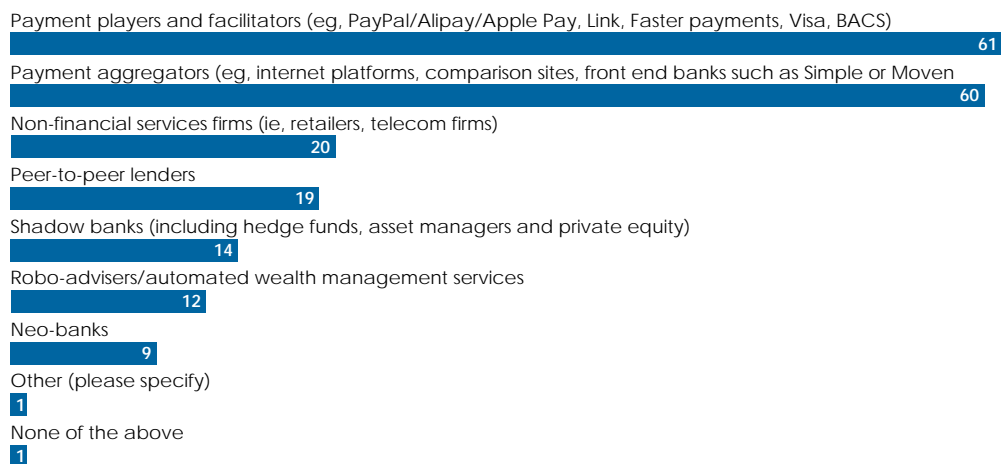 Payment players and facilitators (eg, PayPal/Alipay/Apple Pay, Link, Faster payments, Visa, BACS)
61
Payment aggregators (eg, internet platforms, comparison sites, front end banks such as Simple or Moven
60
Non-financial services firms (ie, retailers, telecom firms)
20
Peer-to-peer lenders
19
Shadow banks (including hedge funds, asset managers and private equity)
14
Robo-advisers/automated wealth management services
12
Neo-banks
9
Other (please specify)
1
None of the above
1